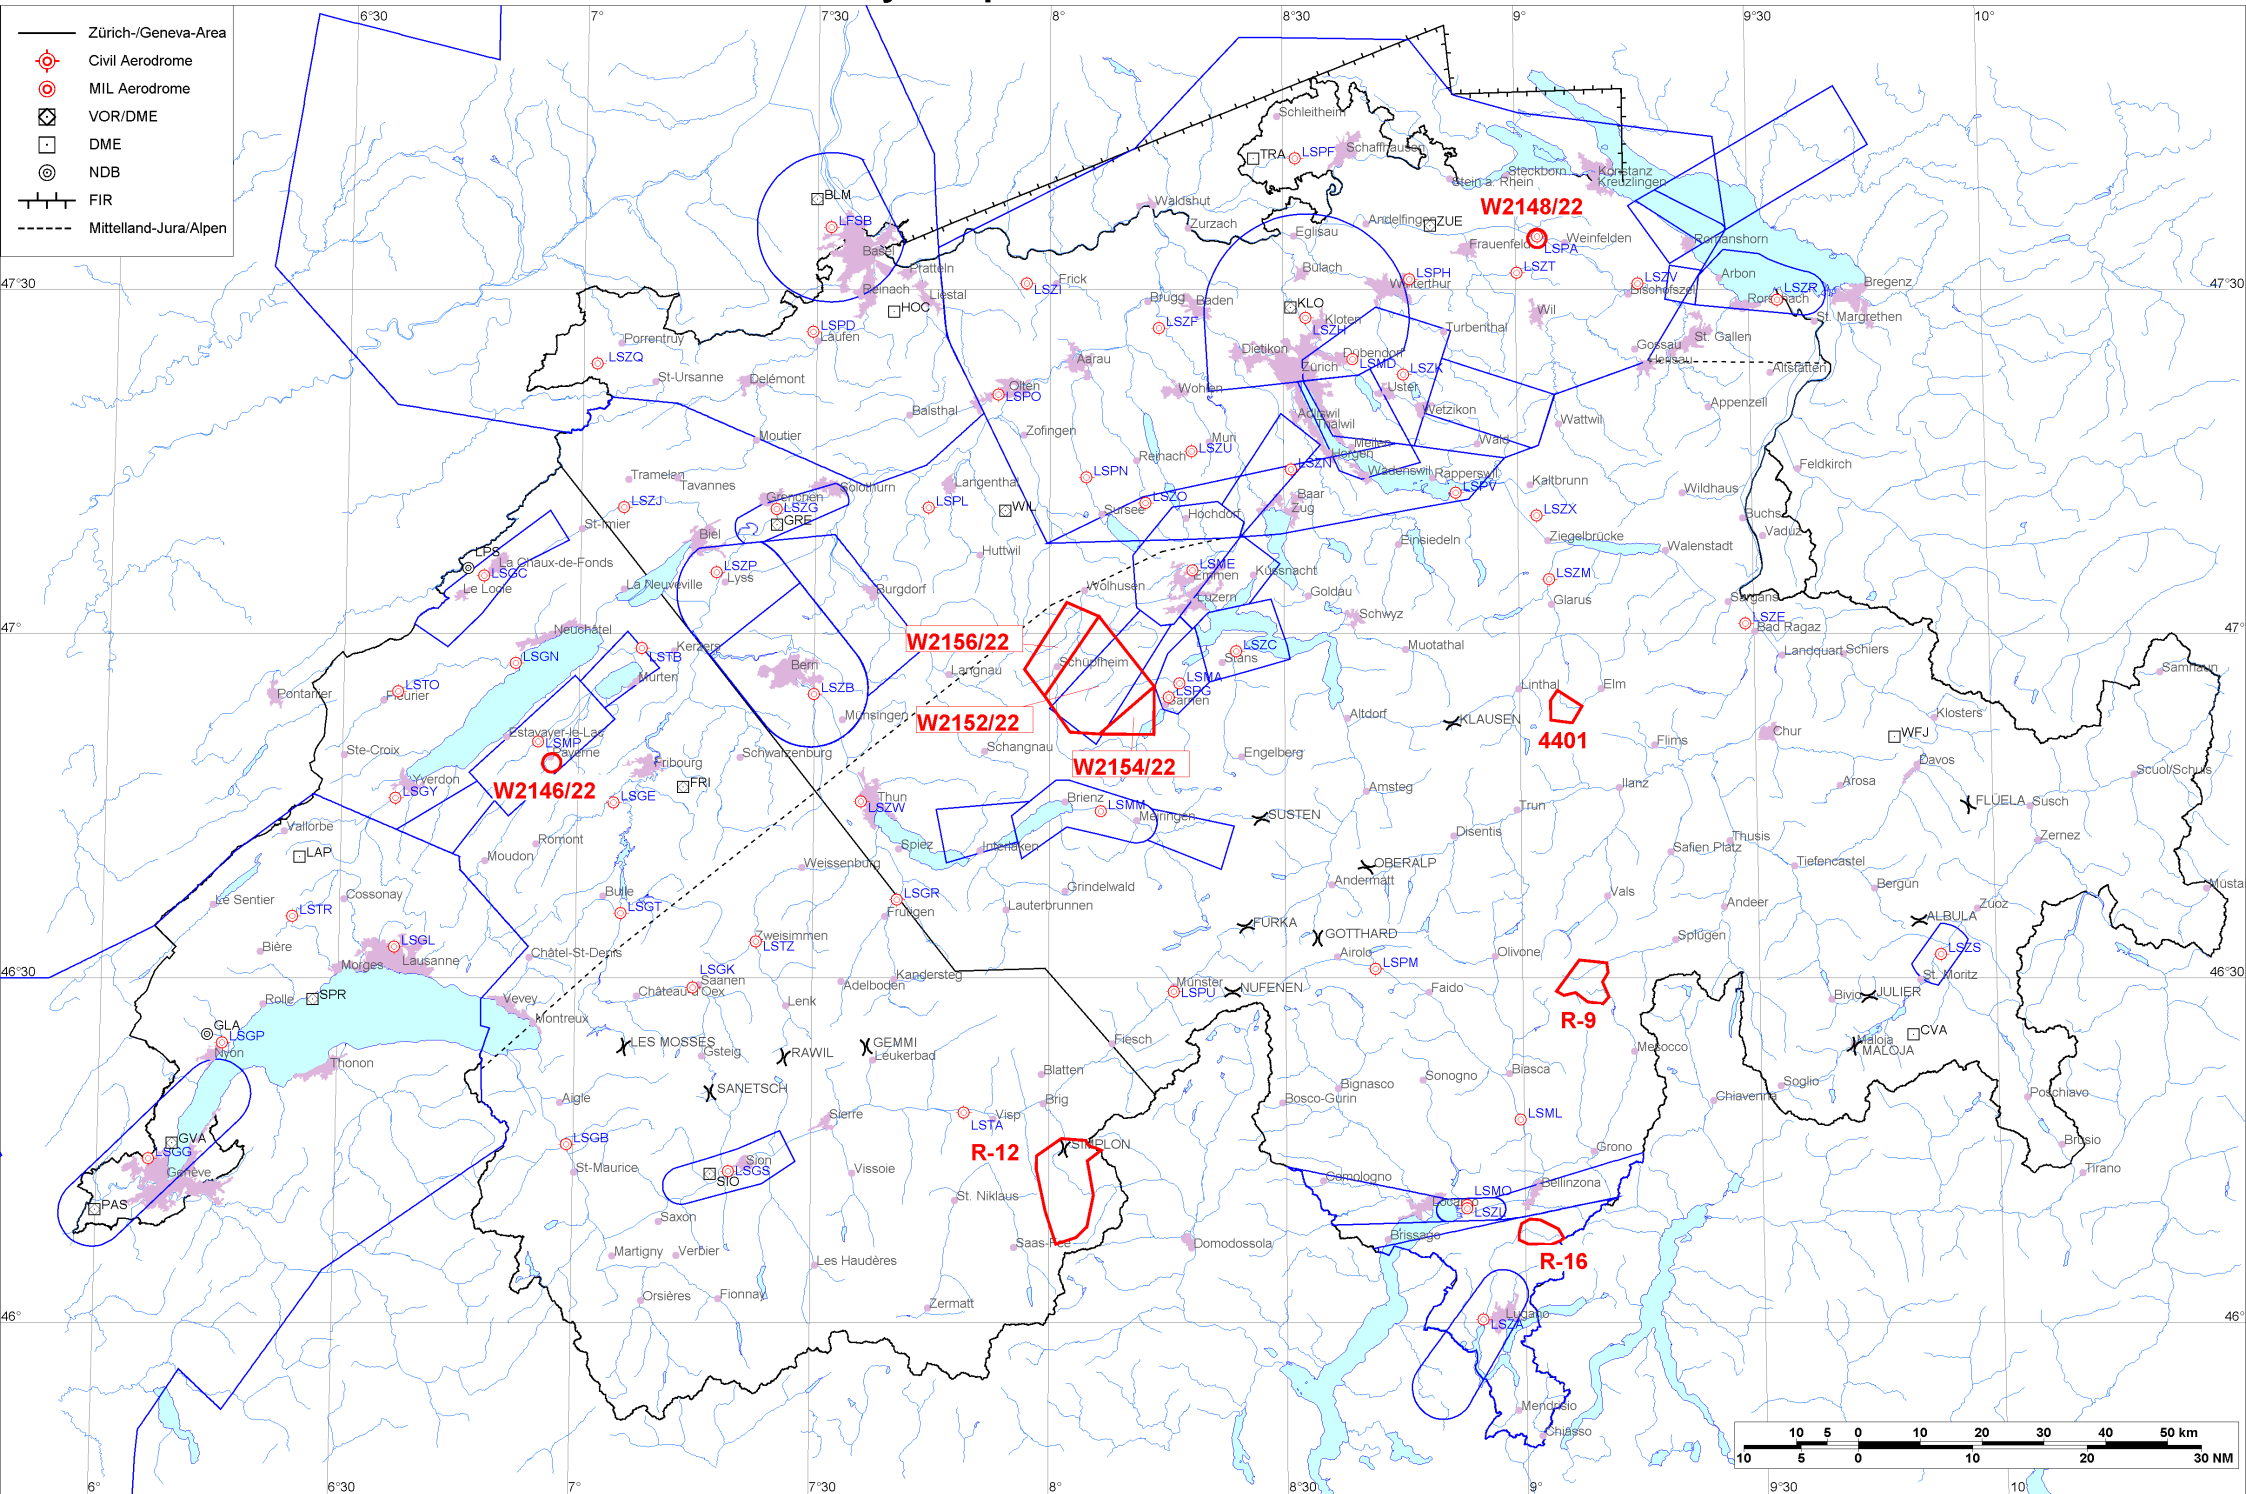 6°30
7°
7°30
8°
8°30
9°
9°30
10°
Zürich-/Geneva-Area
Civil Aerodrome
MIL Aerodrome
VOR/DME
DME
NDB
FIR
Mittelland-Jura/Alpen
Schleitheim
TRA
LSPF
Schaffhausen
Steckborn
Stein a. Rhein
Konstanz
Kreuzlingen
BLM
LFSB
Basel
Waldshut
Zurzach
Eglisau
Andelfingen
ZUE
W2148/22
LSPA
Weinfelden
Frauenfeld
Romanshorn
Pratteln
Reinach
Liestal
HOC
LSZI
Frick
Bülach
LSPH
Winterthur
LSZT
LSZV
Bischofszell
Arbon
LSZR
Rorschach
Bregenz
St. Margrethen
47°30
47°30
LSPD
Laufen
Porrentruy
LSZQ
St-Ursanne
Delémont
Brugg
Baden
LSZF
KLO
Kloten
LSZH
Dietikon
Zürich
Dübendorf
LSMD
LSZK
Uster
Turbenthal
Wil
Gossau
Herisau
St. Gallen
Altstätten
Aarau
Olten
LSPO
Balsthal
Wohlen
Adliswil
Thalwil
Wetzikon
Wattwil
Appenzell
Moutier
Zofingen
Muri
LSZU
Reinach
Meilen
Horgen
Wald
Tramelan
Tavannes
LSPN
LSZN
Wädenswil
Rapperswil
LSPV
Kaltbrunn
Wildhaus
Feldkirch
LSZJ
Grenchen
Solothurn
LSZG
GRE
Langenthal
LSPL
WIL
LSZO
Sursee
Hochdorf
Baar
Zug
LSZX
Buchs
Vaduz
St-Imier
Biel
Huttwil
Einsiedeln
Ziegelbrücke
Walenstadt
LPS
La Chaux-de-Fonds
LSGC
Le Locle
LSZP
Lyss
La Neuveville
Burgdorf
Wolhusen
LSME
Emmen
Luzern
Küssnacht
Goldau
Schwyz
LSZM
Glarus
Sargans
LSZE
Bad Ragaz
47°
47°
Neuchâtel
LSGN
LSTB
Kerzers
Murten
W2156/22
Schüpfheim
LSZC
Stans
Muotathal
Landquart
Schiers
Samnaun
Pontarlier
LSTO
Fleurier
Bern
LSZB
Langnau
LSMA
LSPG
Sarnen
Linthal
Elm
Münsingen
W2152/22
Altdorf
KLAUSEN
4401
Klosters
Chur
WFJ
Ste-Croix
Estavayer-le-Lac
LSMP
Payerne
Schangnau
W2154/22
Engelberg
Flims
Davos
Yverdon
LSGY
W2146/22
Fribourg
FRI
LSGE
Schwarzenburg
Thun
LSZW
Brienz
LSMM
Meiringen
Amsteg
SUSTEN
Trun
Ilanz
Arosa
FLÜELA
Susch
Scuol/Schuls
Vallorbe
LAP
Romont
Moudon
Weissenburg
Spiez
Interlaken
Disentis
Safien Platz
Thusis
Tiefencastel
Zernez
OBERALP
Andermatt
Grindelwald
Lauterbrunnen
Le Sentier
Cossonay
LSTR
Bulle
LSGT
LSGR
Frutigen
Vals
Andeer
Bergün
Zuoz
ALBULA
Müsta
FURKA
GOTTHARD
Airolo
LSPM
Olivone
Splügen
LSZS
St. Moritz
Bière
LSGL
Lausanne
Morges
Châtel-St-Denis
Zweisimmen
LSTZ
LSGK
Saanen
Château-d'Oex
Adelboden
Kandersteg
46°30
46°30
Rolle
SPR
Vevey
Montreux
Lenk
Münster
LSPU
NUFENEN
Faido
R-9
Bivio
JULIER
GLA
LSGP
Nyon
Thonon
LES MOSSES
Gsteig
RAWIL
GEMMI
Leukerbad
Fiesch
Mesocco
Maloja
MALOJA
CVA
Blatten
Brig
Bignasco
Sonogno
Biasca
Soglio
Poschiavo
SANETSCH
Aigle
Sierre
LSTA
Visp
Bosco-Gurin
LSML
Chiavenna
GVA
LSGG
Genève
LSGB
St-Maurice
Sion
LSGS
SIO
Vissoie
R-12
SIMPLON
Grono
Brusio
Tirano
PAS
St. Niklaus
Comologno
Locarno
LSMO
LSZL
Bellinzona
Saxon
Martigny
Verbier
Les Haudères
Saas-Fee
Domodossola
Brissago
R-16
Orsières
Fionnay
Zermatt
46°
46°
Lugano
LSZA
Mendrisio
Chiasso
10 5 0 10 20 30 40 50 km
10 5 0 10 20 30 NM
6°
6°30
7°
7°30
8°
8°30
9°
9°30
10°